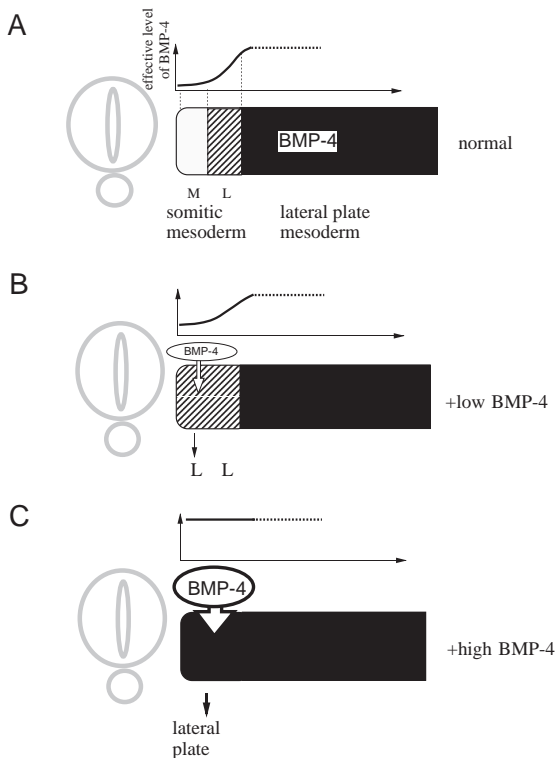 A
effective level
of BMP-4
BMP-4
normal
M L
somitic
mesoderm
lateral plate
mesoderm
B
BMP-4
+low BMP-4
L L
C
BMP-4
+high BMP-4
lateral
plate